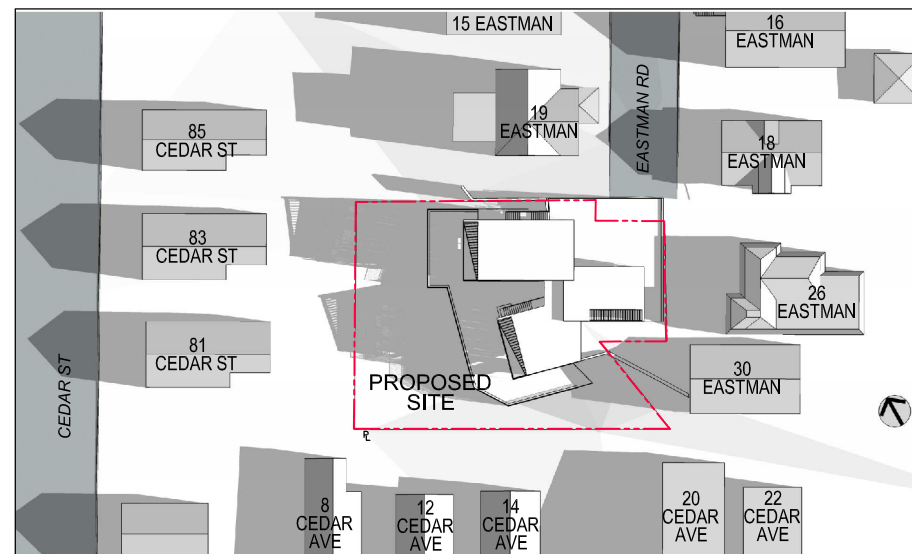 15 EASTMAN
16
EASTMAN
EASTMAN RD
19
EASTMAN
85
CEDAR ST
18
EASTMAN
83
CEDAR ST
26
EASTMAN
81
CEDAR ST
CEDAR ST
30
EASTMAN
PROPOSED
SITE
PL
8
CEDAR
AVE
12
CEDAR
AVE
14
CEDAR
AVE
20
CEDAR
AVE
22
CEDAR
AVE